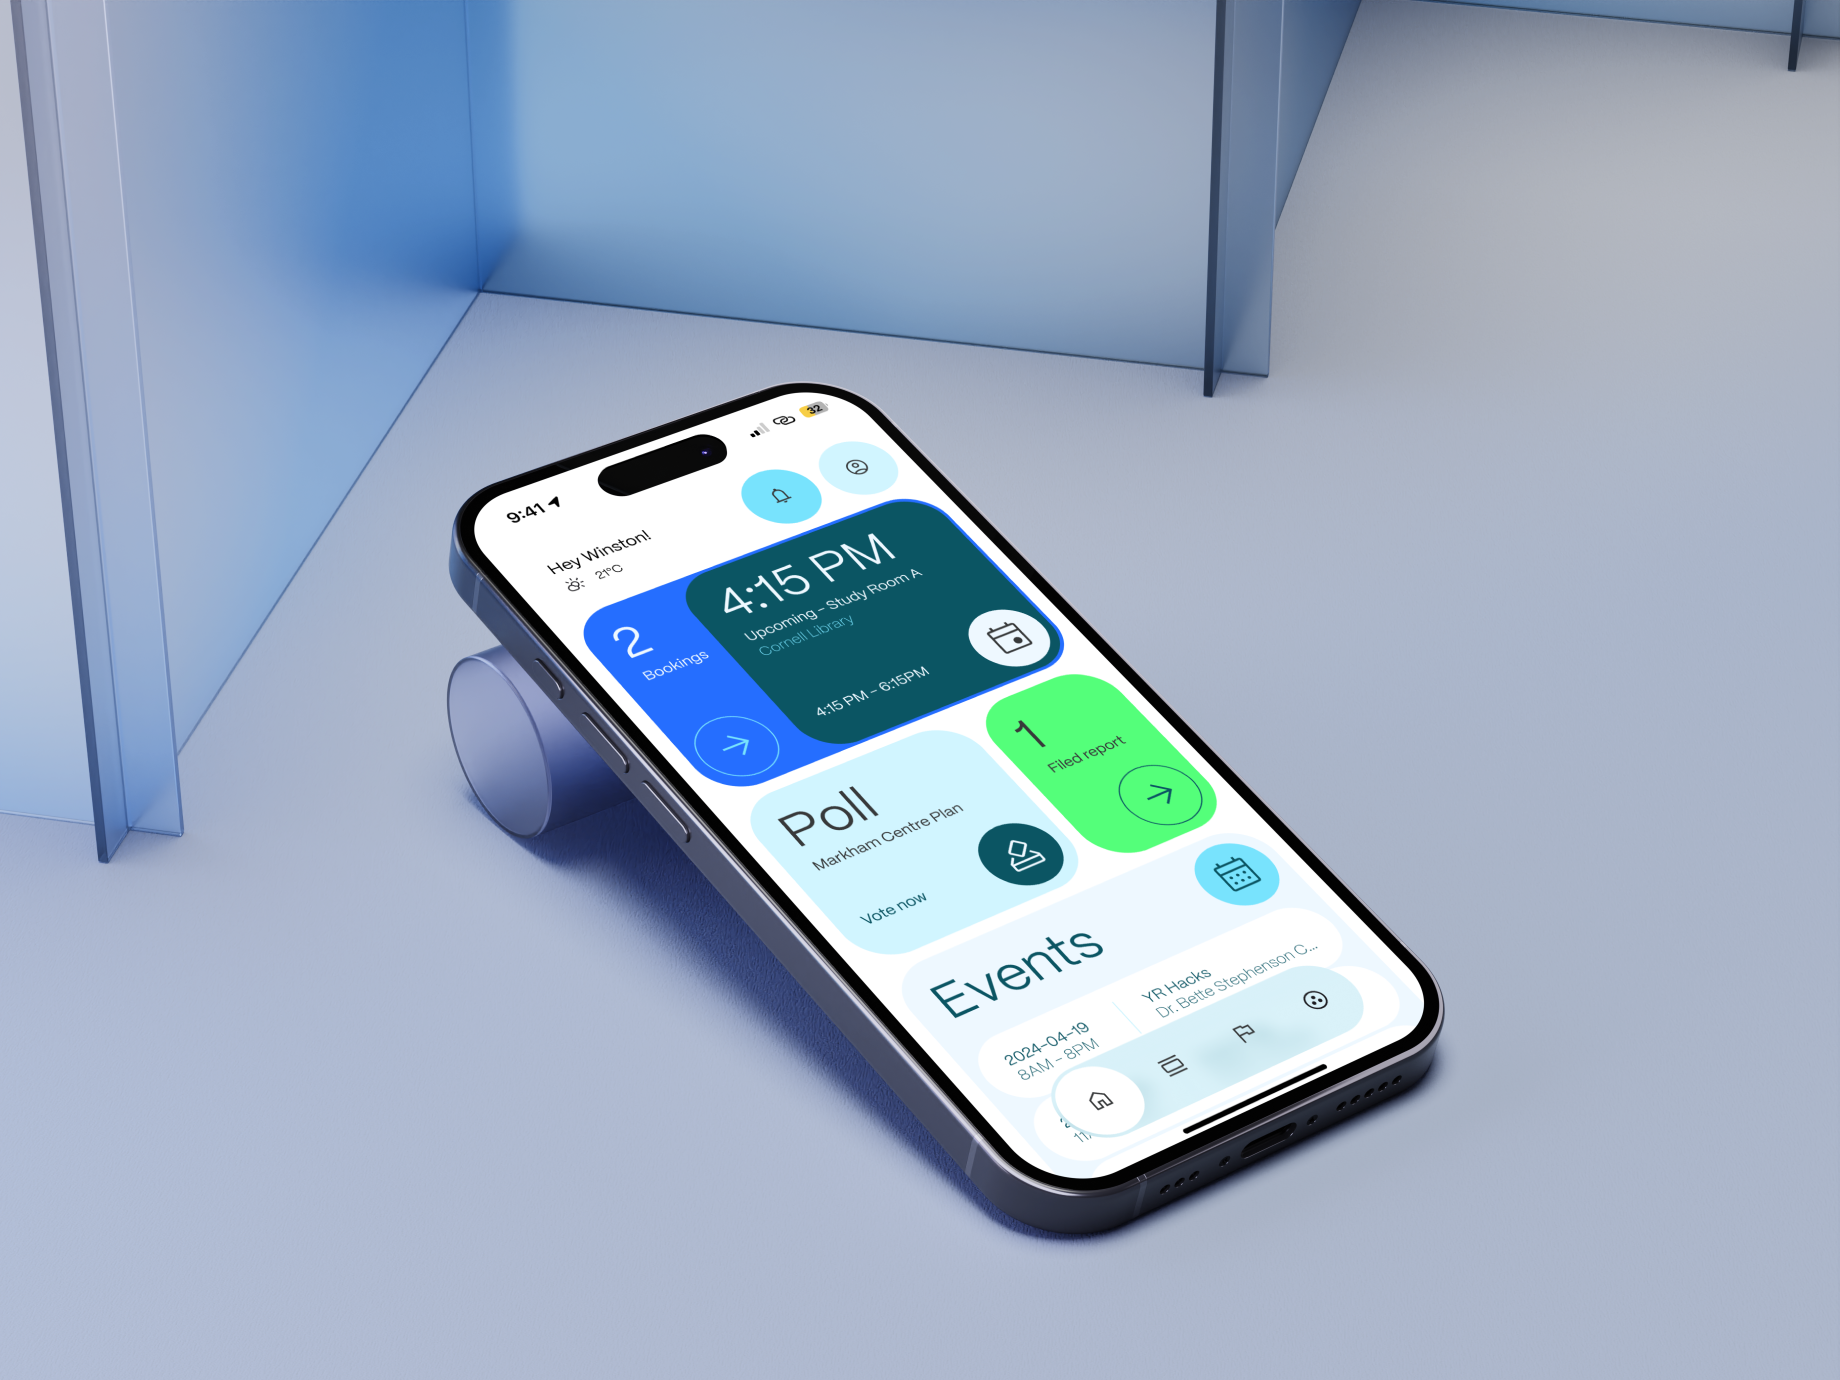 9:41
32
Hey Winston!
21°C
2
Bookings
4:15 PM
Upcoming – Study Room A
Cornell Library
4:15 PM – 6:15PM
Poll
Markham Centre Plan
Vote now
1
Filed report
Events
2024-04-19
8AM – 8PM
YR Hacks
Dr. Bette Stephenson C...